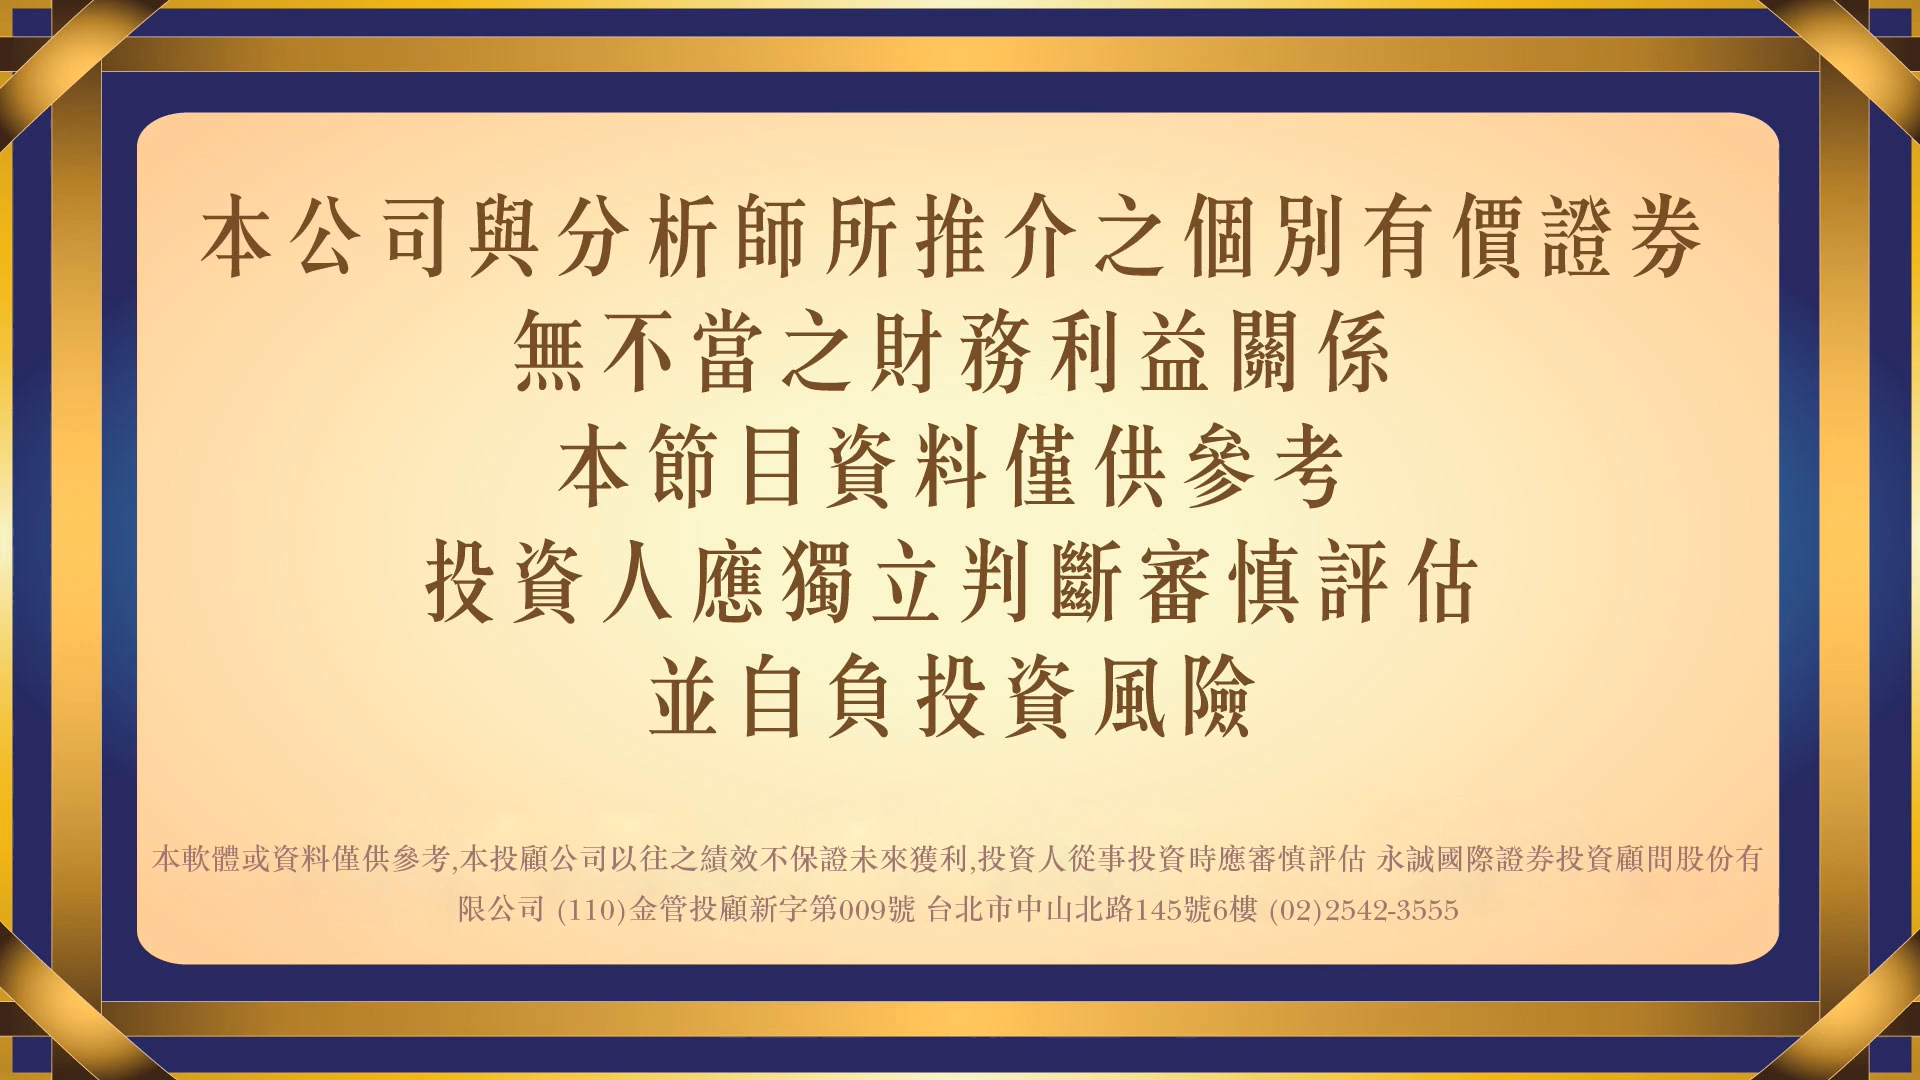 本公司與分析師所推介之個別有價證券
無不當之財務利益關係
本節目資料僅供參考
投資人應獨立判斷審慎評估
並自負投資風險
本軟體或資料僅供參考,本投顧公司以往之績效不保證未來獲利,投資人從事投資時應審慎評估 永誠國際證券投資顧問股份有
限公司 (110)金管投顧新字第009號 台北市中山北路145號6樓 (02)2542-3555